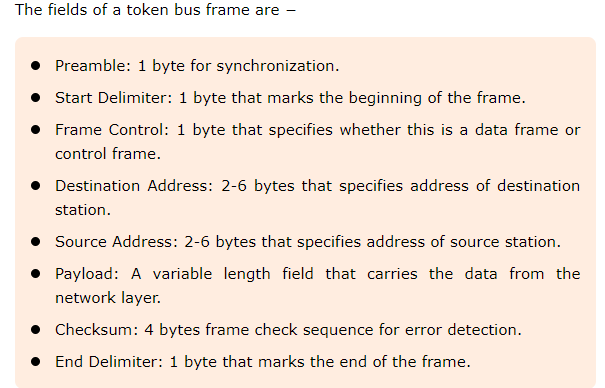 The fields of a token bus frame are −
● Preamble: 1 byte for synchronization.
● Start Delimiter: 1 byte that marks the beginning of the frame.
● Frame Control: 1 byte that specifies whether this is a data frame or
control frame.
● Destination Address: 2-6 bytes that specifies address of destination
station.
● Source Address: 2-6 bytes that specifies address of source station.
● Payload: A variable length field that carries the data from the
network layer.
● Checksum: 4 bytes frame check sequence for error detection.
● End Delimiter: 1 byte that marks the end of the frame.